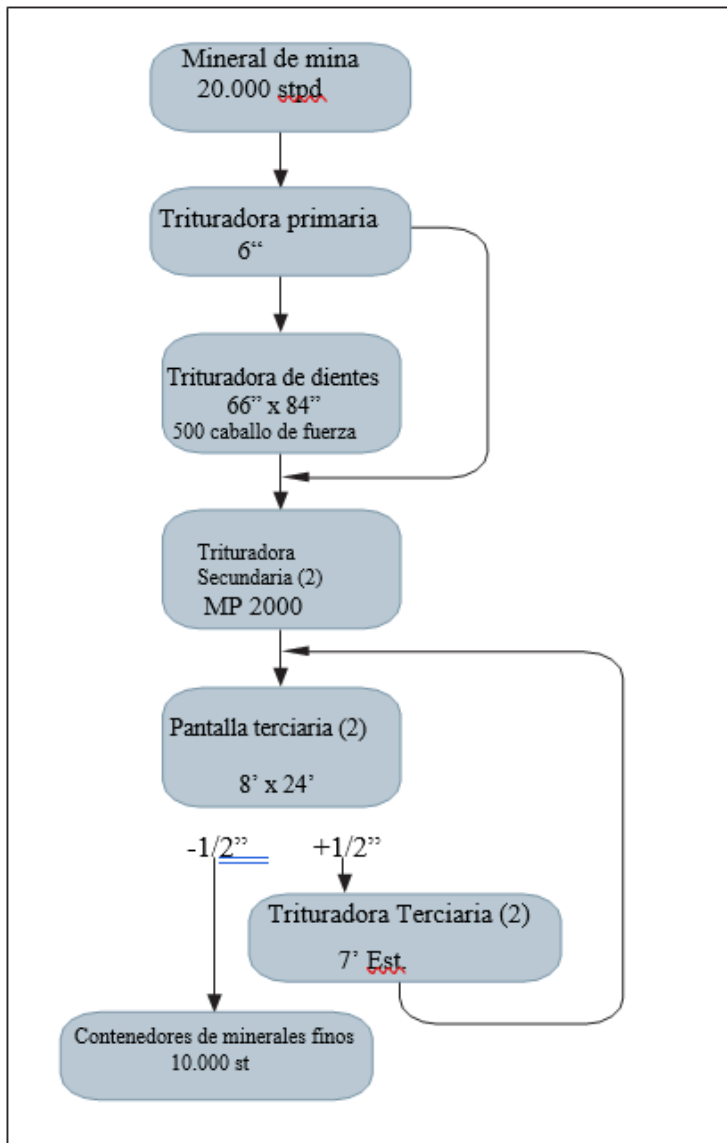 Mineral de mina
20.000 stpd
Trituradora primaria
6“
Trituradora de dientes
66” x 84”
500 caballo de fuerza
Trituradora
Secundaria (2)
MP 2000
Pantalla terciaria (2)
8’ x 24’
-1/2” +1/2”
Trituradora Terciaria (2)
7’ Est.
Contenedores de minerales finos
10.000 st